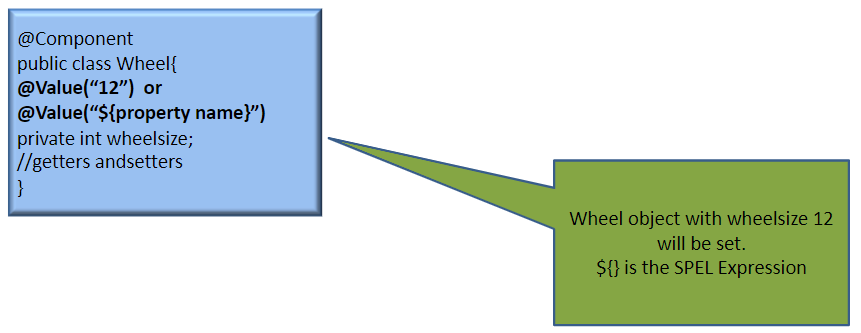 @Component
public class Wheel{
@Value(“12”)  or
@Value(“${property name}”)
private int wheelsize;
//getters andsetters
}
Wheel object with wheelsize 12
will be set.
${} is the SPEL Expression